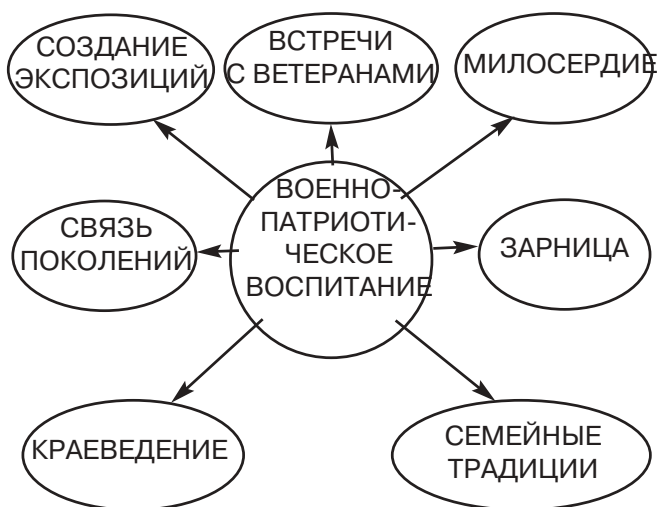 СОЗДАНИЕ
ЭКСПОЗИЦИЙ
ВСТРЕЧИ
С ВЕТЕРАНАМИ
МИЛОСЕРДИЕ
СВЯЗЬ
ПОКОЛЕНИЙ
ВОЕННО-
ПАТРИОТИ-
ЧЕСКОЕ
ВОСПИТАНИЕ
ЗАРНИЦА
КРАЕВЕДЕНИЕ
СЕМЕЙНЫЕ
ТРАДИЦИИ